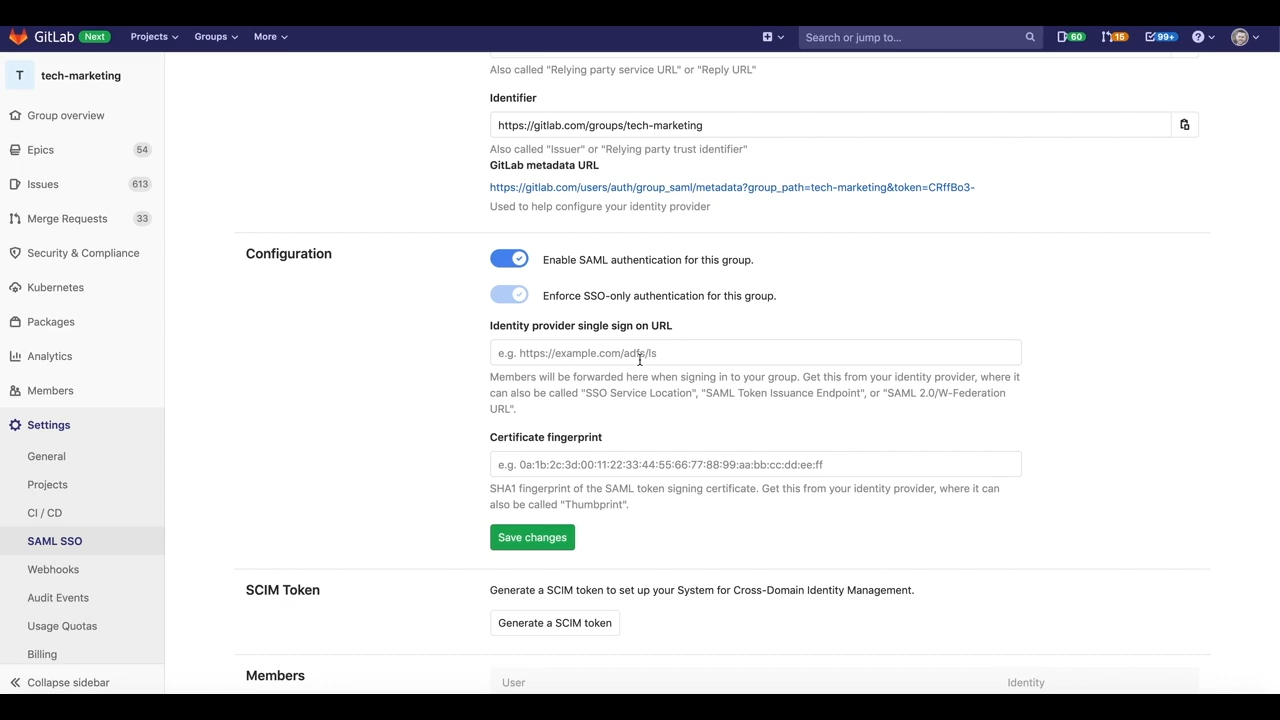 GitLab Next Projects Groups More Search or jump to... 60 15 99+
T tech-marketing
Group overview
Epics 54
Issues 613
Merge Requests 33
Security & Compliance
Kubernetes
Packages
Analytics
Members
Settings
General
Projects
CI / CD
SAML SSO
Webhooks
Audit Events
Usage Quotas
Billing
Collapse sidebar
Also called "Relying party service URL" or "Reply URL"
Identifier
https://gitlab.com/groups/tech-marketing
Also called "Issuer" or "Relying party trust identifier"
GitLab metadata URL
https://gitlab.com/users/auth/group_saml/metadata?group_path=tech-marketing&token=CRffBo3-
Used to help configure your identity provider
Configuration
Enable SAML authentication for this group.
Enforce SSO-only authentication for this group.
Identity provider single sign on URL
e.g. https://example.com/adfs/ls
Members will be forwarded here when signing in to your group. Get this from your identity provider, where it
can also be called "SSO Service Location", "SAML Token Issuance Endpoint", or "SAML 2.0/W-Federation
URL".
Certificate fingerprint
e.g. 0a:1b:2c:3d:00:11:22:33:44:55:66:77:88:99:aa:bb:cc:dd:ee:ff
SHA1 fingerprint of the SAML token signing certificate. Get this from your identity provider, where it can
also be called "Thumbprint".
Save changes
SCIM Token
Generate a SCIM token to set up your System for Cross-Domain Identity Management.
Generate a SCIM token
Members
User Identity